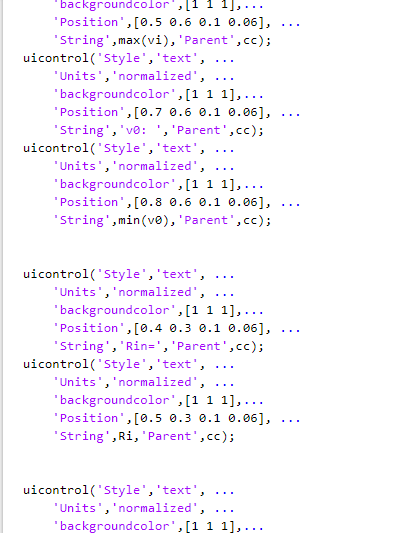 'backgroundcolor',[1 1 1],...
'Position',[0.5 0.6 0.1 0.06], ...
'String',max(vi),'Parent',cc);
uicontrol('Style','text', ...
'Units','normalized', ...
'backgroundcolor',[1 1 1],...
'Position',[0.7 0.6 0.1 0.06], ...
'String','v0: ','Parent',cc);
uicontrol('Style','text', ...
'Units','normalized', ...
'backgroundcolor',[1 1 1],...
'Position',[0.8 0.6 0.1 0.06], ...
'String',min(v0),'Parent',cc);
uicontrol('Style','text', ...
'Units','normalized', ...
'backgroundcolor',[1 1 1],...
'Position',[0.4 0.3 0.1 0.06], ...
'String','Rin=','Parent',cc);
uicontrol('Style','text', ...
'Units','normalized', ...
'backgroundcolor',[1 1 1],...
'Position',[0.5 0.3 0.1 0.06], ...
'String',Ri,'Parent',cc);
uicontrol('Style','text', ...
'Units','normalized', ...
'backgroundcolor',[1 1 1],...